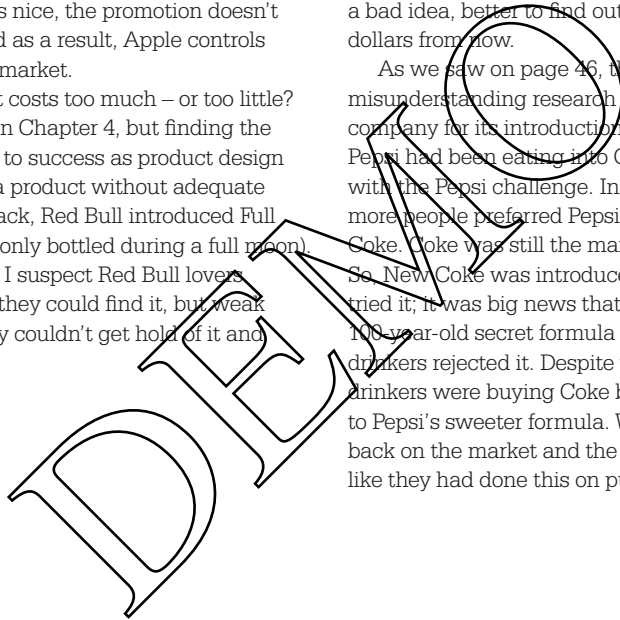 s nice, the promotion doesn't
d as a result, Apple controls
market.
t costs too much – or too little?
n Chapter 4, but finding the
to success as product design
a product without adequate
ack, Red Bull introduced Full
only bottled during a full moon).
I suspect Red Bull lovers
they could find it, but weak
y couldn't get hold of it and
a bad idea, better to find out
dollars from now.
As we saw on page 46, th
misunderstanding research
company for its introduction
Pepsi had been eating into C
with the Pepsi challenge. In
more people preferred Pepsi
Coke. Coke was still the mar
So, New Coke was introduce
tried it; it was big news that
100-year-old secret formula
drinkers rejected it. Despite
drinkers were buying Coke b
to Pepsi's sweeter formula. W
back on the market and the
like they had done this on pu
DEMO